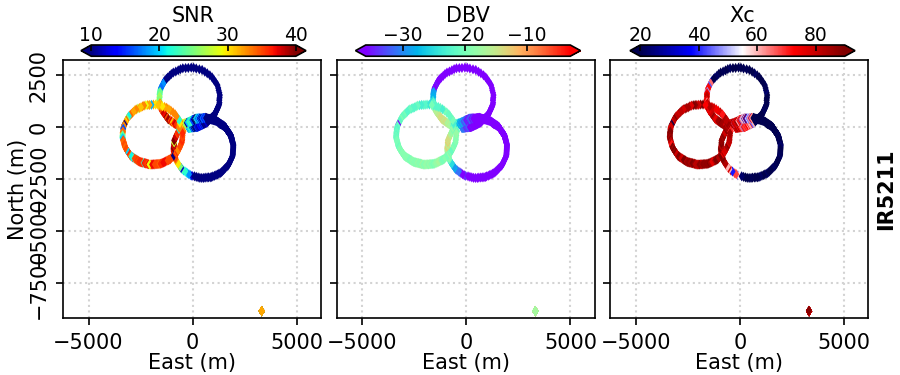 SNR
10 20 30 40
DBV
−30 −20 −10
Xc
20 40 60 80
North (m)
2500
0
−2500
−5000
−7500
−5000 0 5000
East (m)
−5000 0 5000
East (m)
−5000 0 5000
East (m)
IR5211